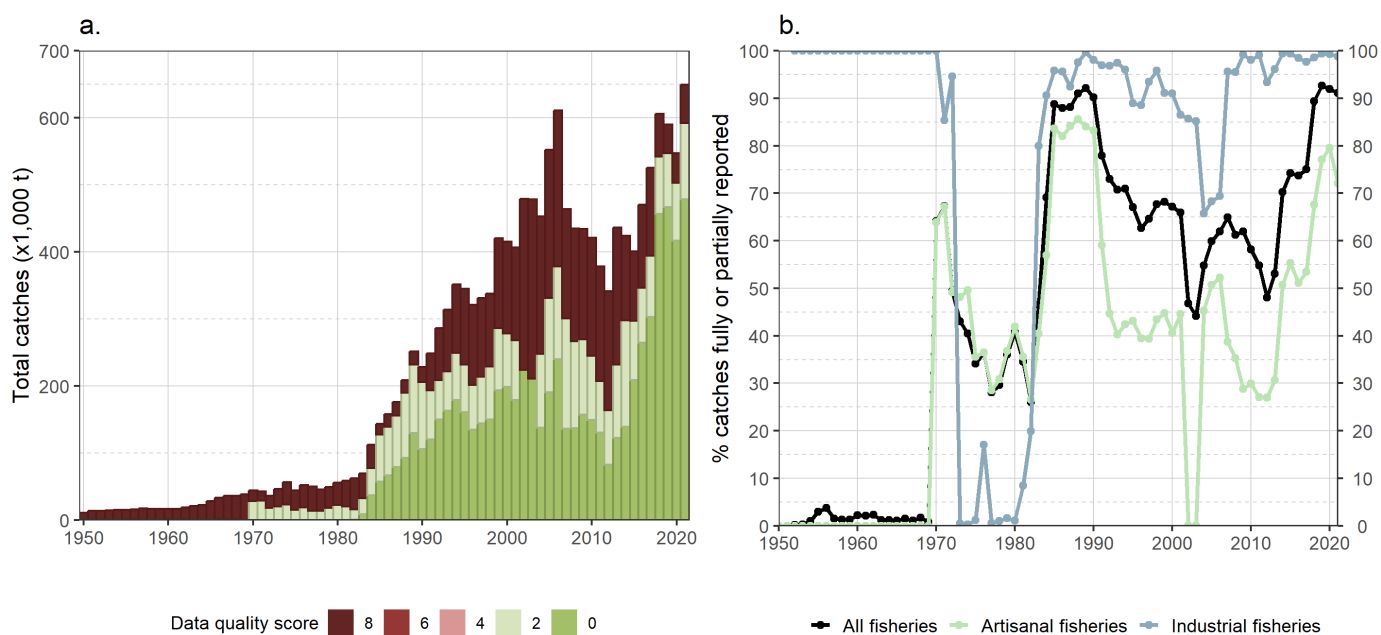 a.
Total catches (x1,000 t)
700
600
400
200
0
1950 1960 1970 1980 1990 2000 2010 2020
Data quality score 8 6 4 2 0
b.
% catches fully or partially reported
100 100
90 90
80 80
70 70
60 60
50 50
40 40
30 30
20 20
10 10
0 0
1950 1960 1970 1980 1990 2000 2010 2020
All fisheries Artisanal fisheries Industrial fisheries